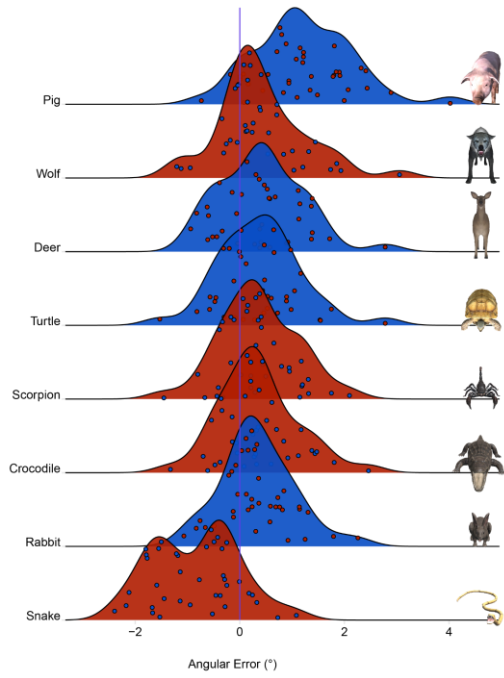 Pig
Wolf
Deer
Turtle
Scorpion
Crocodile
Rabbit
Snake
−2 0 2 4
Angular Error (°)